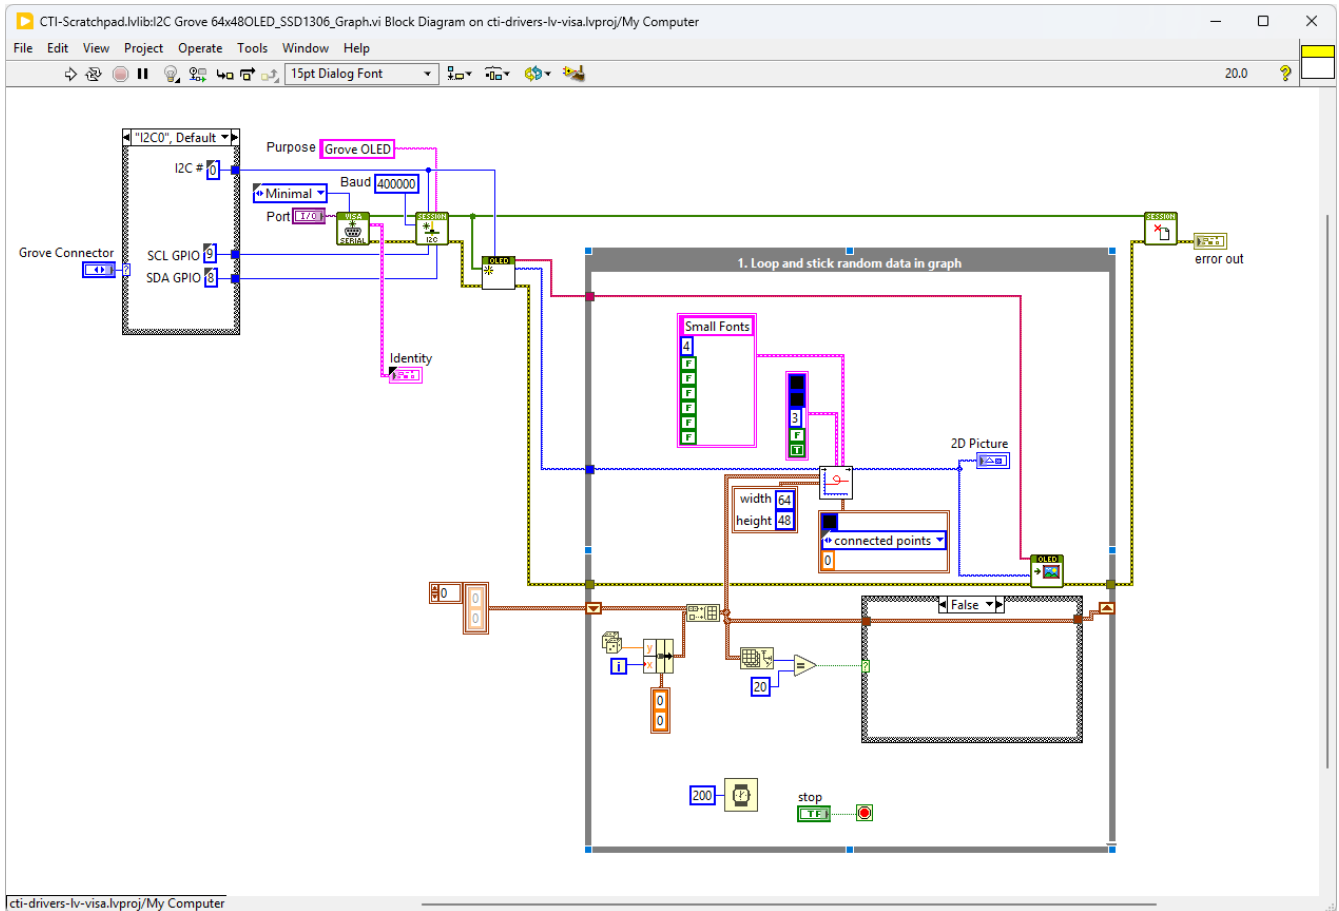 CTI-Scratchpad.lvlib:I2C Grove 64x48OLED_SSD1306_Graph.vi Block Diagram on cti-drivers-lv-visa.lvproj/My Computer
File Edit View Project Operate Tools Window Help
15pt Dialog Font
20.0
"I2C0", Default
I2C # 0
SCL GPIO 9
SDA GPIO 8
Grove Connector
Purpose Grove OLED
Baud 400000
Minimal
Port I/O
VISA
SERIAL
SESSION
I2C
OLED
Identity
SESSION
error out
1. Loop and stick random data in graph
Small Fonts
4
F
F
F
F
F
F
3
F
T
2D Picture
width 64
height 48
connected points
0
OLED
0
0
0
False
y
x
i
0
0
20
=
?
?
200
stop
TF
cti-drivers-lv-visa.lvproj/My Computer